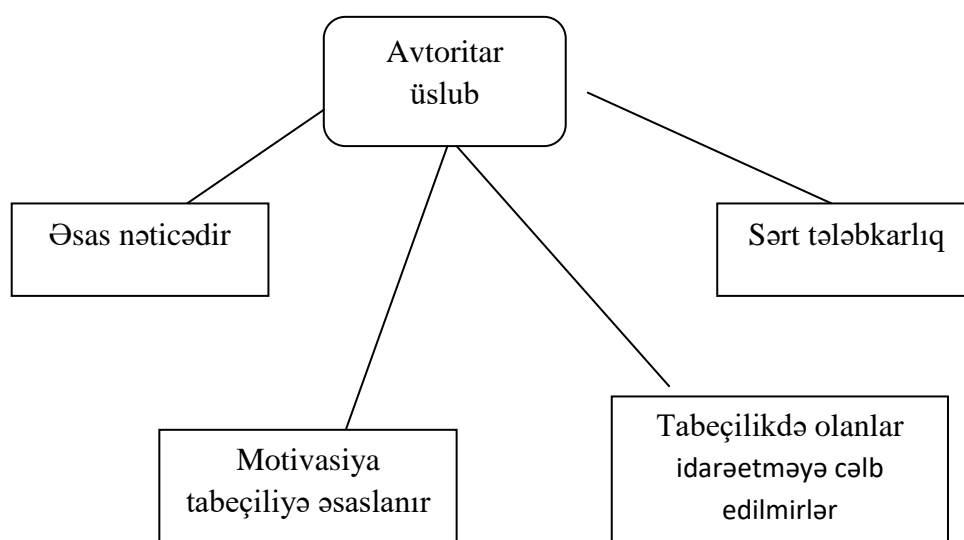 Avtoritar
üslub
Əsas nəticədir
Sərt tələbkarlıq
Motivasiya
tabeçiliyə əsaslanır
Tabeçilikdə olanlar
idarəetməyə cəlb
edilmirlər